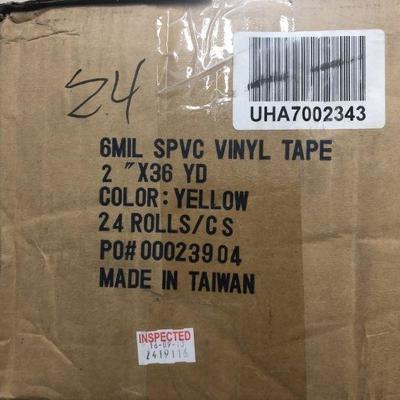 24
UHA7002343
6MIL SPVC VINYL TAPE
2 "X36 YD
COLOR: YELLOW
24 ROLLS/CS
PO# 00023904
MADE IN TAIWAN
INSPECTED
2419116